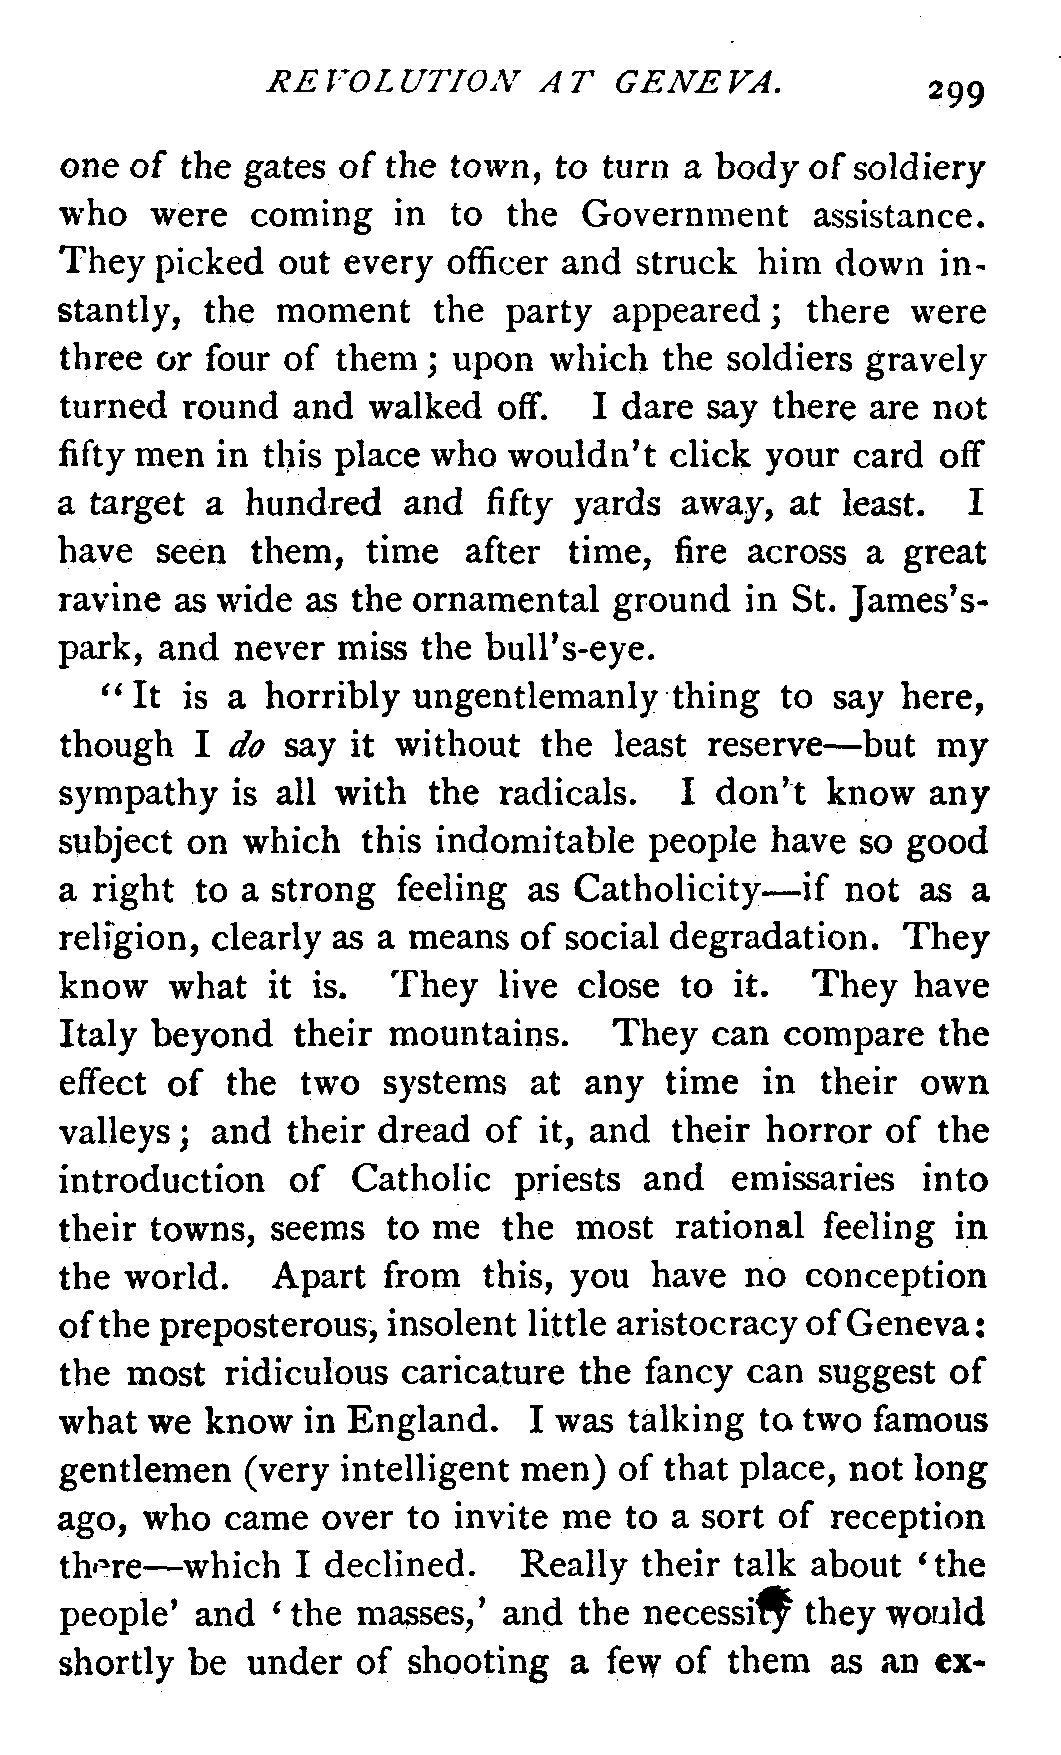 REVOLUTION AT GENEVA. 299
one of the gates of the town, to turn a body of soldiery
who were coming in to the Government assistance.
They picked out every officer and struck him down in-
stantly, the moment the party appeared; there were
three or four of them; upon which the soldiers gravely
turned round and walked off. I dare say there are not
fifty men in this place who wouldn't click your card off
a target a hundred and fifty yards away, at least. I
have seen them, time after time, fire across a great
ravine as wide as the ornamental ground in St. James's-
park, and never miss the bull's-eye.
"It is a horribly ungentlemanly thing to say here,
though I do say it without the least reserve—but my
sympathy is all with the radicals. I don't know any
subject on which this indomitable people have so good
a right to a strong feeling as Catholicity—if not as a
religion, clearly as a means of social degradation. They
know what it is. They live close to it. They have
Italy beyond their mountains. They can compare the
effect of the two systems at any time in their own
valleys; and their dread of it, and their horror of the
introduction of Catholic priests and emissaries into
their towns, seems to me the most rational feeling in
the world. Apart from this, you have no conception
of the preposterous, insolent little aristocracy of Geneva:
the most ridiculous caricature the fancy can suggest of
what we know in England. I was talking to two famous
gentlemen (very intelligent men) of that place, not long
ago, who came over to invite me to a sort of reception
there—which I declined. Really their talk about 'the
people' and 'the masses,' and the necessity they would
shortly be under of shooting a few of them as an ex-